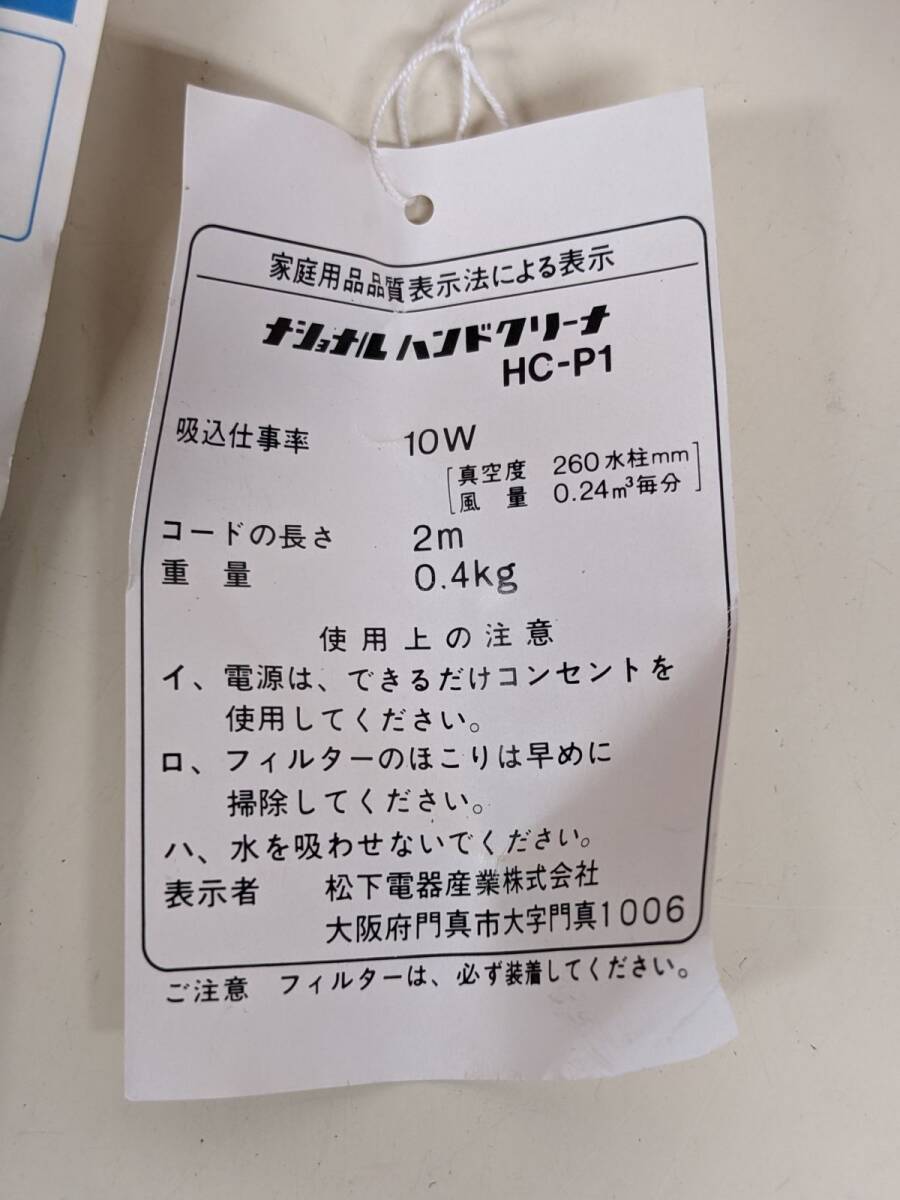 家庭用品品質表示法による表示
ナショナル ハンドクリーナ
HC-P1
吸込仕事率 10W
真空度 260水柱mm
風量 0.24m³毎分
コードの長さ 2m
重量 0.4kg
使用上の注意
イ、電源は、できるだけコンセントを
使用してください。
ロ、フィルターのほこりは早めに
掃除してください。
ハ、水を吸わせないでください。
表示者 松下電器産業株式会社
大阪府門真市大字門真1006
ご注意 フィルターは、必ず装着してください。